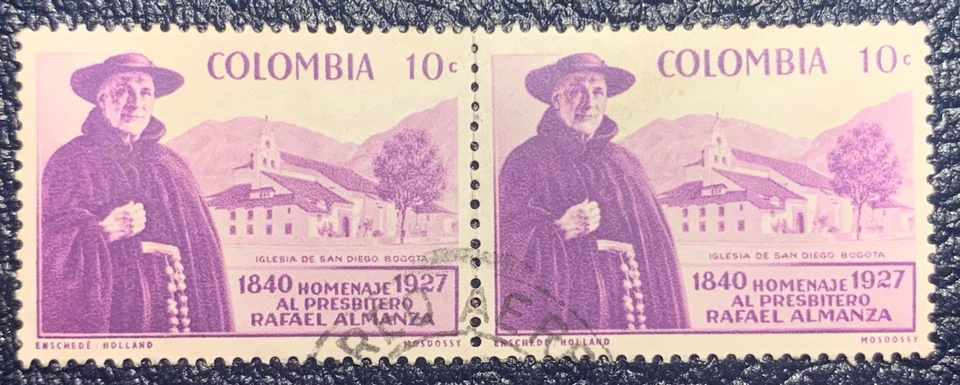 COLOMBIA 10c
IGLESIA DE SAN DIEGO BOGOTA
1840 HOMENAJE 1927
AL PRESBITERO
RAFAEL ALMANZA
ENSCHEDÉ/HOLLAND MOSDOSSY
COLOMBIA 10c
IGLESIA DE SAN DIEGO BOGOTA
1840 HOMENAJE 1927
AL PRESBITERO
RAFAEL ALMANZA
ENSCHEDÉ/HOLLAND MOSDOSSY